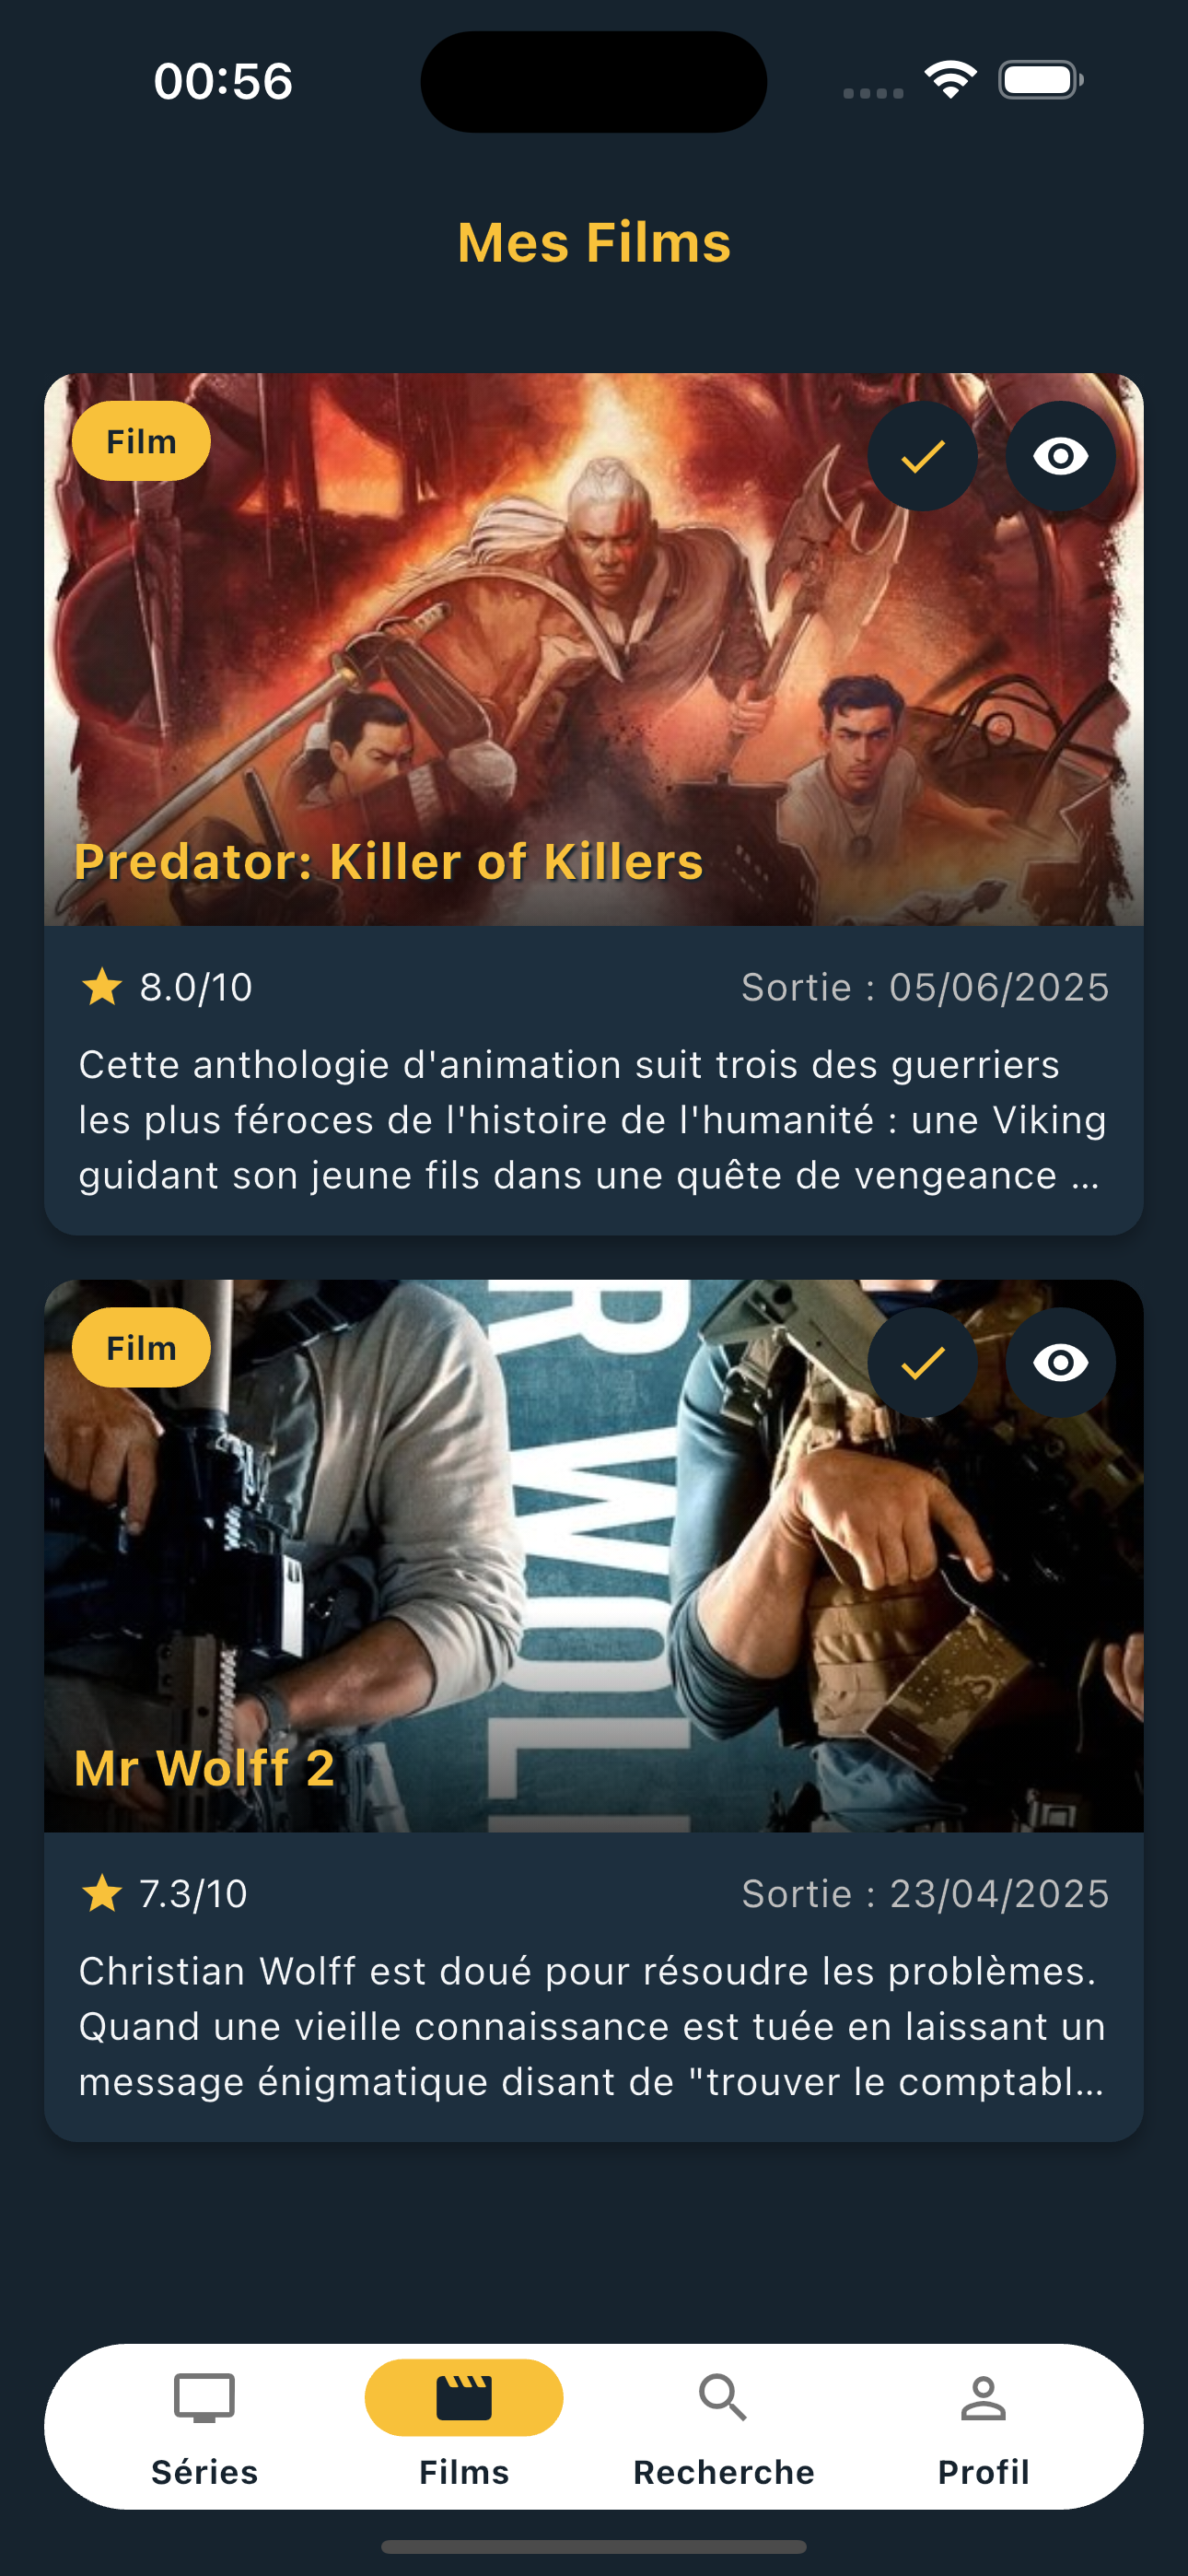 00:56
Mes Films
Film
Predator: Killer of Killers
8.0/10
Sortie : 05/06/2025
Cette anthologie d'animation suit trois des guerriers
les plus féroces de l'histoire de l'humanité : une Viking
guidant son jeune fils dans une quête de vengeance ...
Film
R WOL
Mr Wolff 2
7.3/10
Sortie : 23/04/2025
Christian Wolff est doué pour résoudre les problèmes.
Quand une vieille connaissance est tuée en laissant un
message énigmatique disant de "trouver le comptabl...
Séries
Films
Recherche
Profil